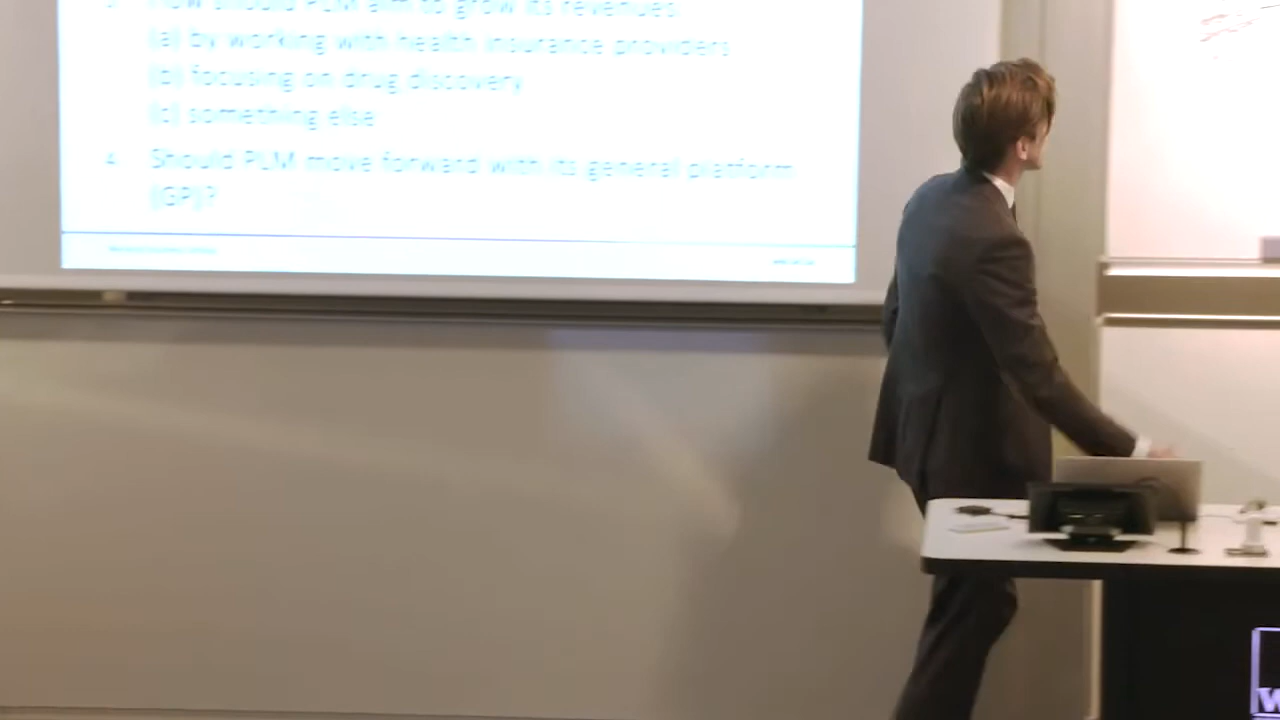 3. How should PLM aim to grow its revenues
(a) by working with health insurance providers
(b) focusing on drug discovery
(c) something else
4. Should PLM move forward with its general platform
(GP)?
W